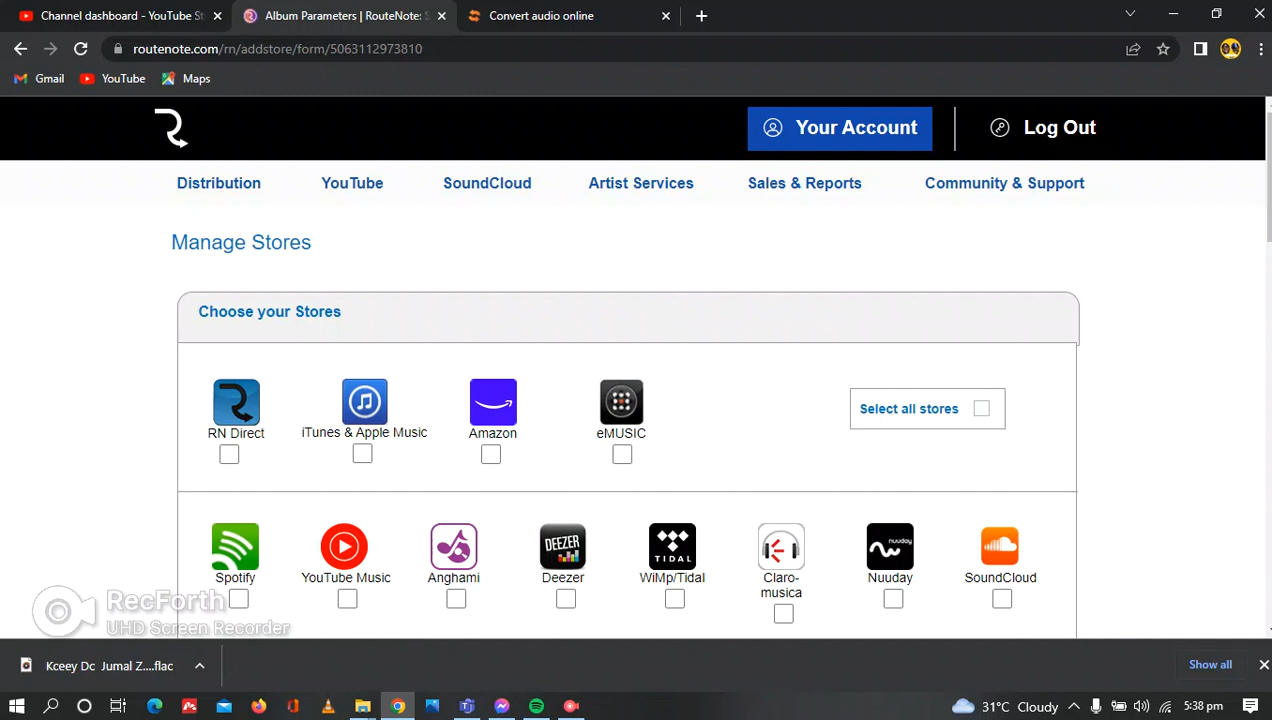 Channel dashboard - YouTube St
Album Parameters | RouteNote: S
Convert audio online
routenote.com/rn/addstore/form/5063112973810
Gmail
YouTube
Maps
Your Account
Log Out
Distribution
YouTube
SoundCloud
Artist Services
Sales & Reports
Community & Support
Manage Stores
Choose your Stores
RN Direct
iTunes & Apple Music
Amazon
eMUSIC
Select all stores
DEEZER
TIDAL
nuuday
Spotify
YouTube Music
Anghami
Deezer
WiMp/Tidal
Claro-
musica
Nuuday
SoundCloud
RecForth
UHD Screen Recorder
Kceey Dc Jumal Z....flac
Show all
31°C Cloudy
5:38 pm